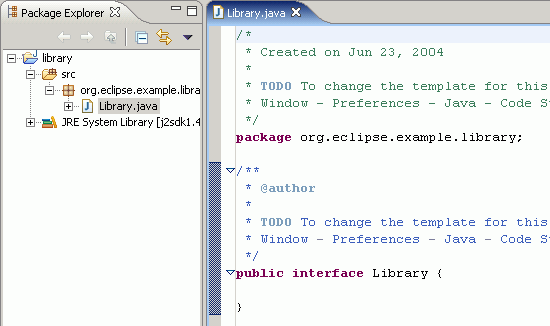 Package Explorer
library
src
org.eclipse.example.libra
Library.java
JRE System Library [j2sdk1.4
Library.java
/*
* Created on Jun 23, 2004
*
* TODO To change the template for this
* Window - Preferences - Java - Code St
*/
package org.eclipse.example.library;
/**
* @author
*
* TODO To change the template for this
* Window - Preferences - Java - Code St
*/
public interface Library {
}